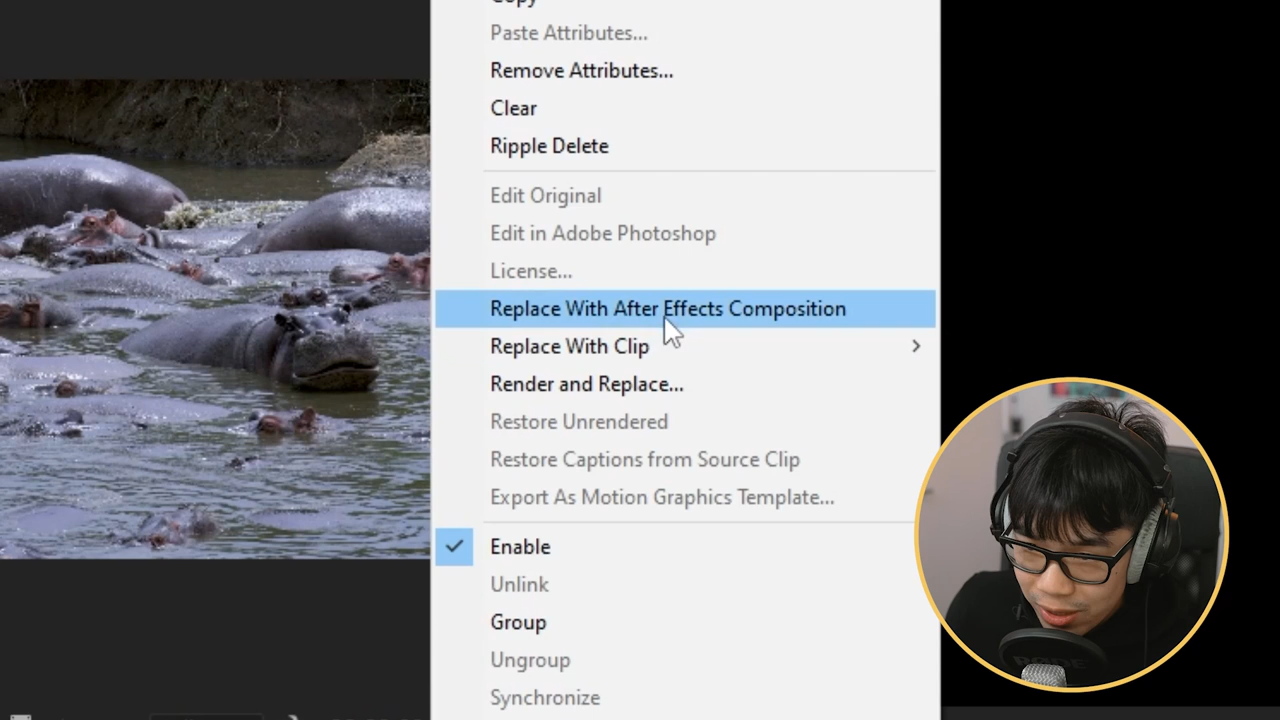 Copy
Paste Attributes...
Remove Attributes...
Clear
Ripple Delete
Edit Original
Edit in Adobe Photoshop
License...
Replace With After Effects Composition
Replace With Clip
Render and Replace...
Restore Unrendered
Restore Captions from Source Clip
Export As Motion Graphics Template...
Enable
Unlink
Group
Ungroup
Synchronize
RODE